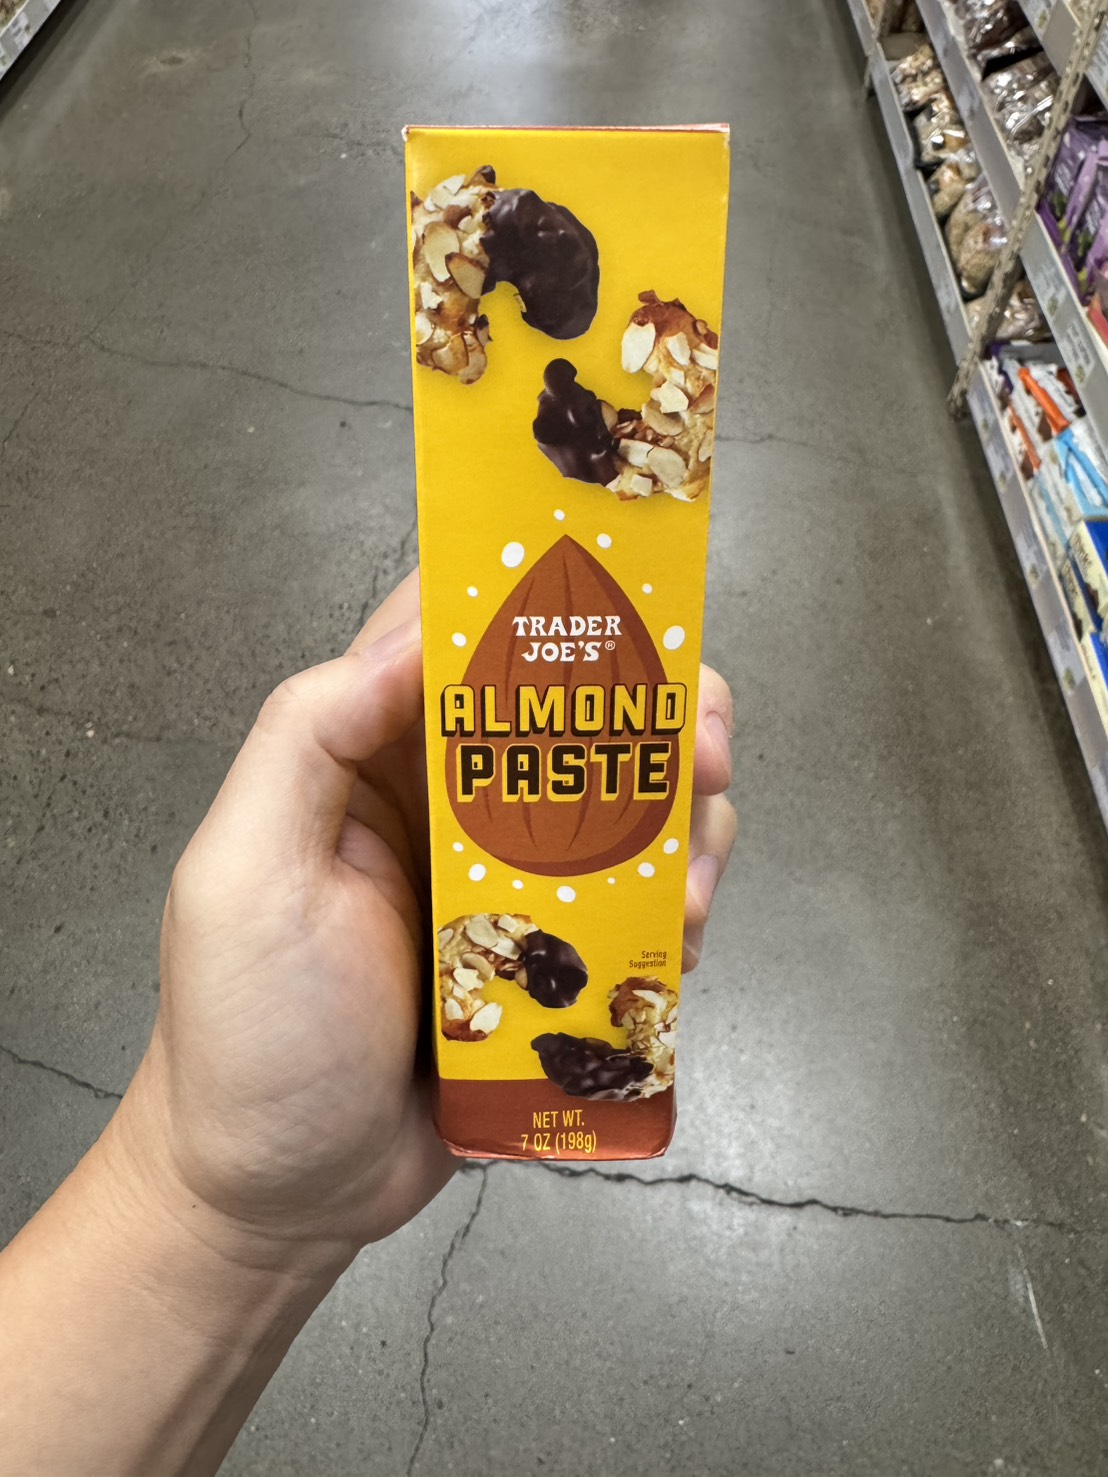 TRADER
JOE'S®
ALMOND
PASTE
Serving
Suggestion
NET WT.
7 OZ (198g)